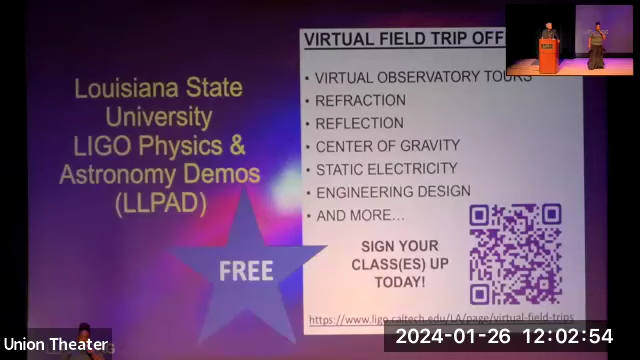 Louisiana State
University
LIGO Physics &
Astronomy Demos
(LLPAD)
FREE
VIRTUAL FIELD TRIP OFF
• VIRTUAL OBSERVATORY TOURS
• REFRACTION
• REFLECTION
• CENTER OF GRAVITY
• STATIC ELECTRICITY
• ENGINEERING DESIGN
• AND MORE...
SIGN YOUR
CLASS(ES) UP
TODAY!
https://www.ligo.caltech.edu/LA/page/virtual-field-trips
Union Theater
2024-01-26 12:02:54